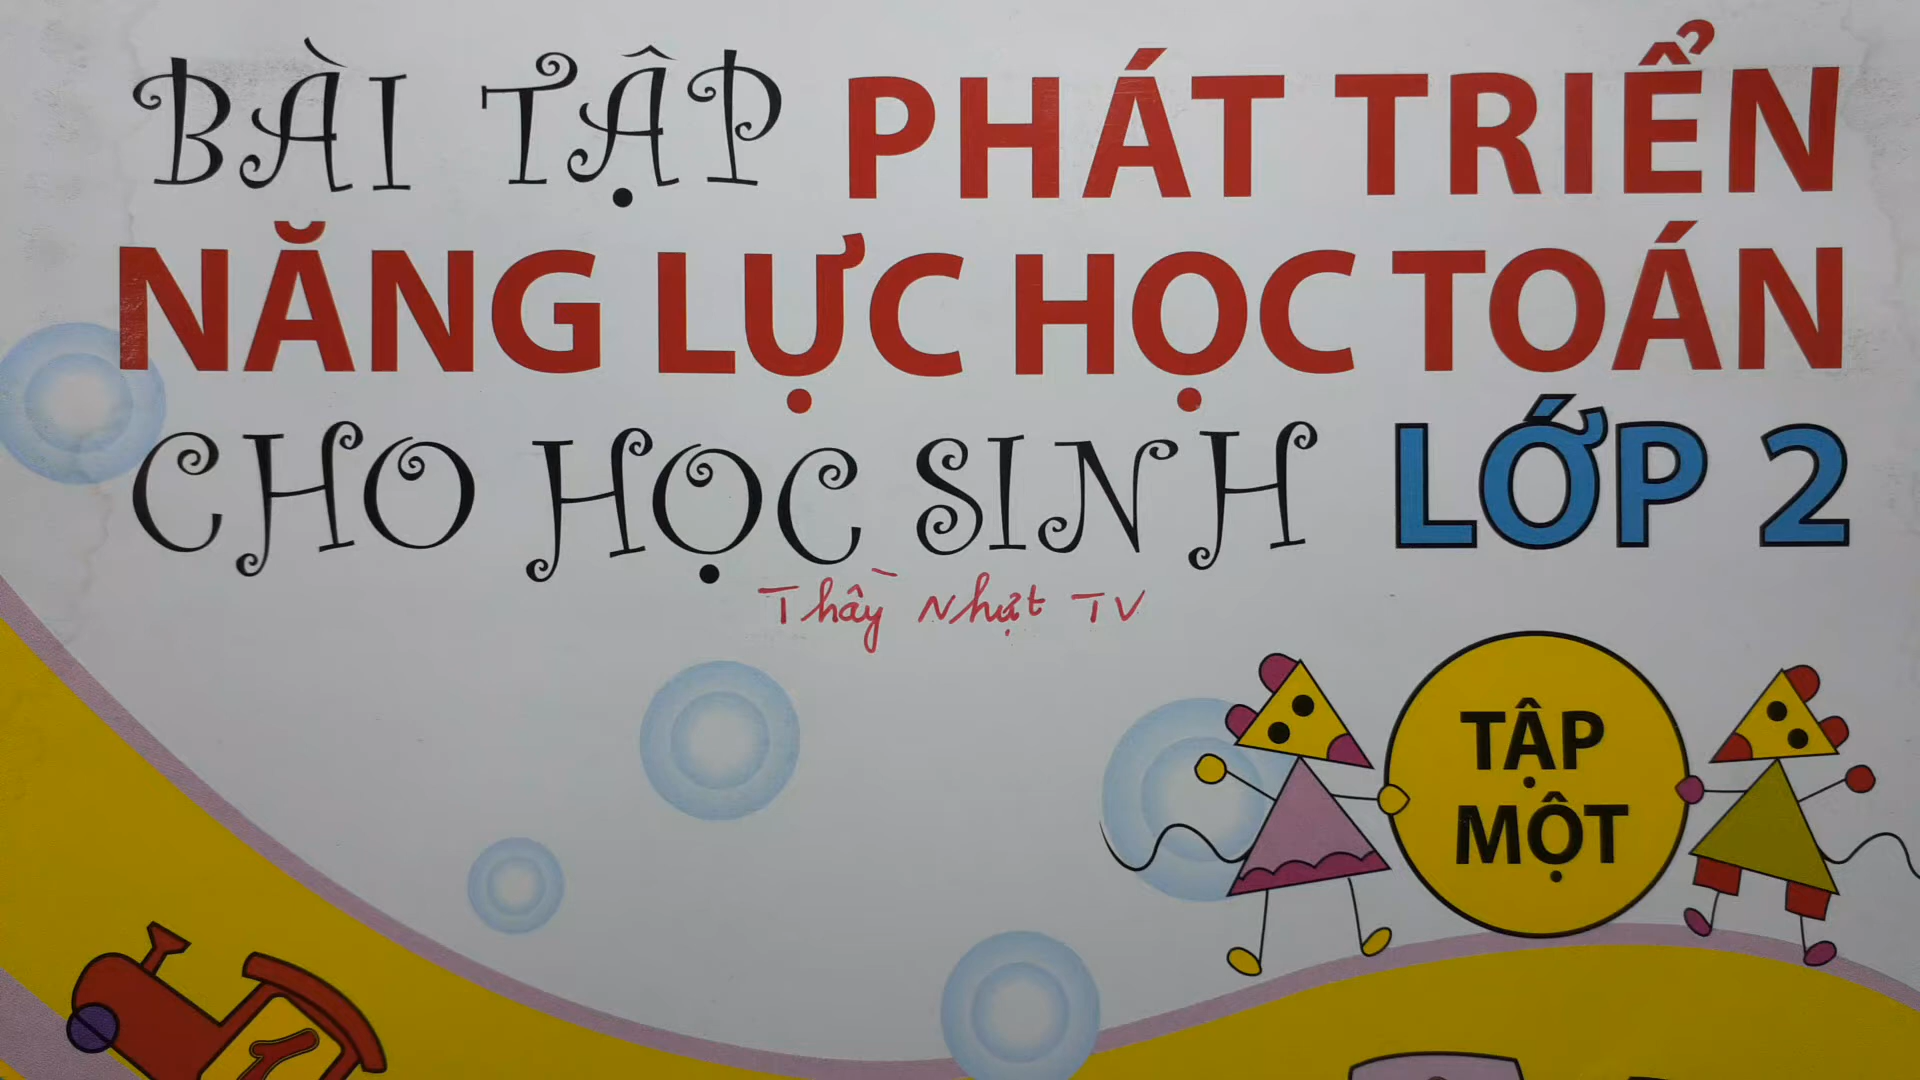 BÀI TẬP PHÁT TRIỂN
NĂNG LỰC HỌC TOÁN
CHO HỌC SINH LỚP 2
Thầy Nhựt TV
TẬP
MỘT